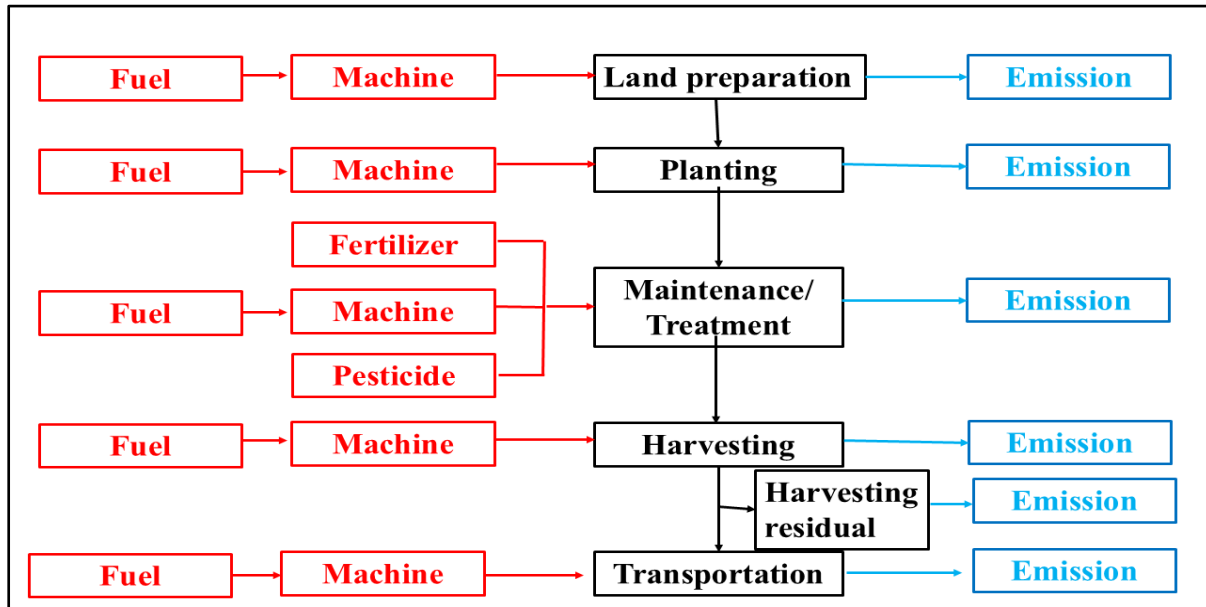 Fuel
Machine
Land preparation
Emission
Fuel
Machine
Planting
Emission
Fertilizer
Fuel
Machine
Maintenance/
Treatment
Emission
Pesticide
Fuel
Machine
Harvesting
Emission
Harvesting
residual
Emission
Fuel
Machine
Transportation
Emission